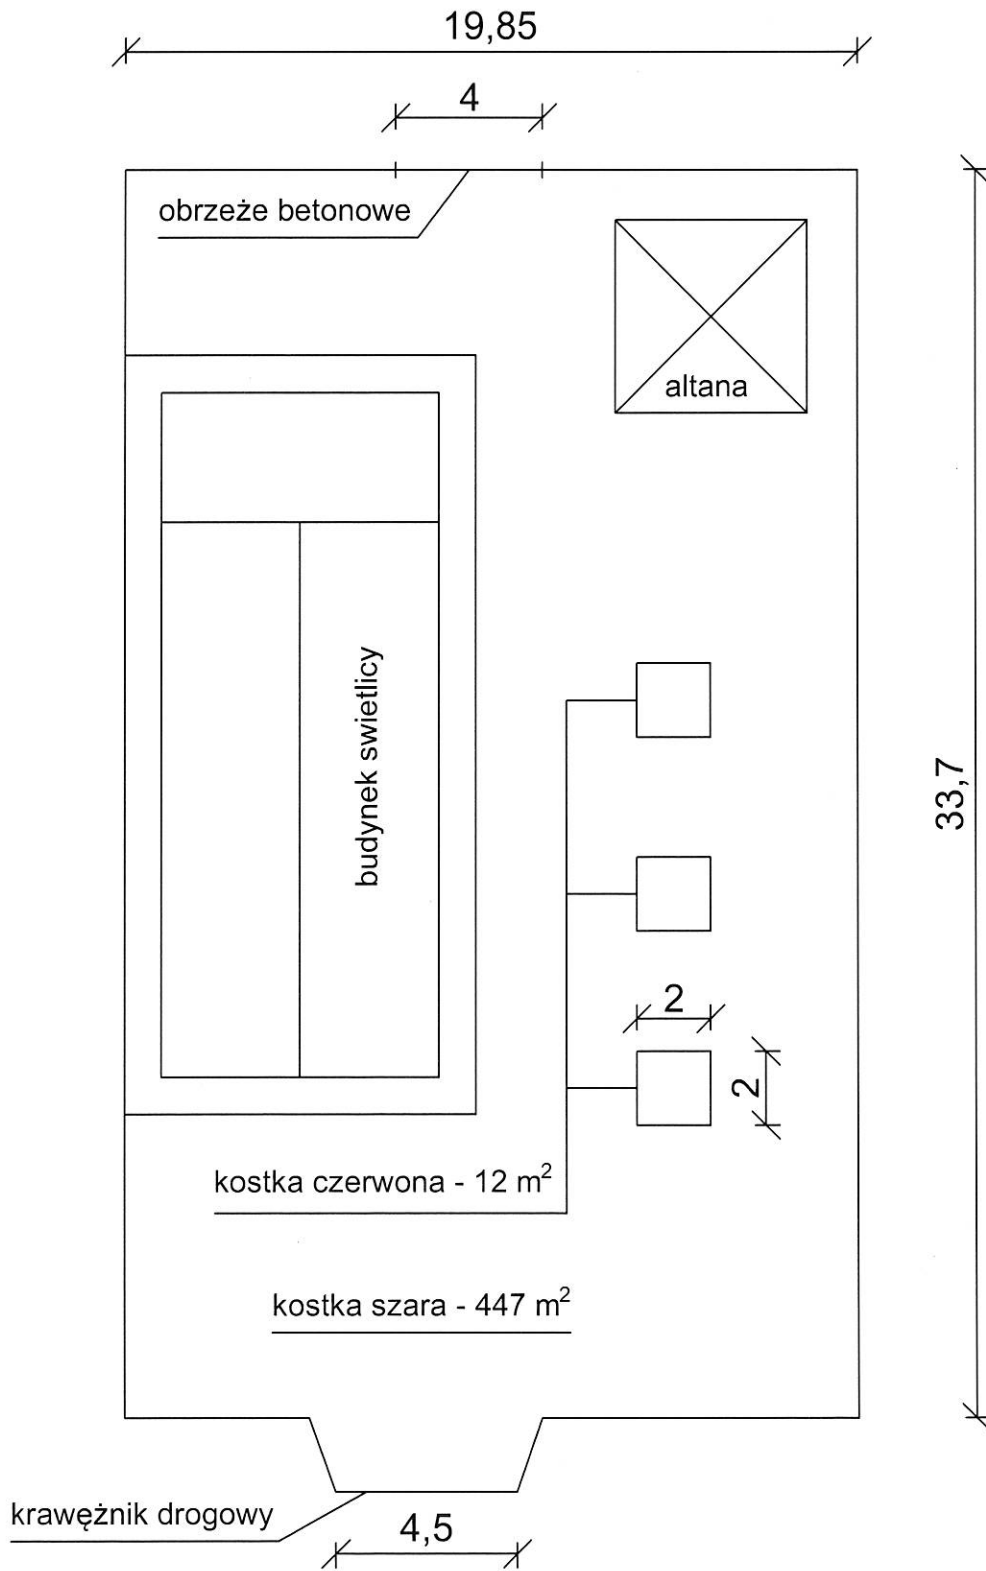 19,85
4
obrzeże betonowe
altana
budynek swietlicy
33,7
2
2
kostka czerwona - 12 m²
kostka szara - 447 m²
krawężnik drogowy
4,5